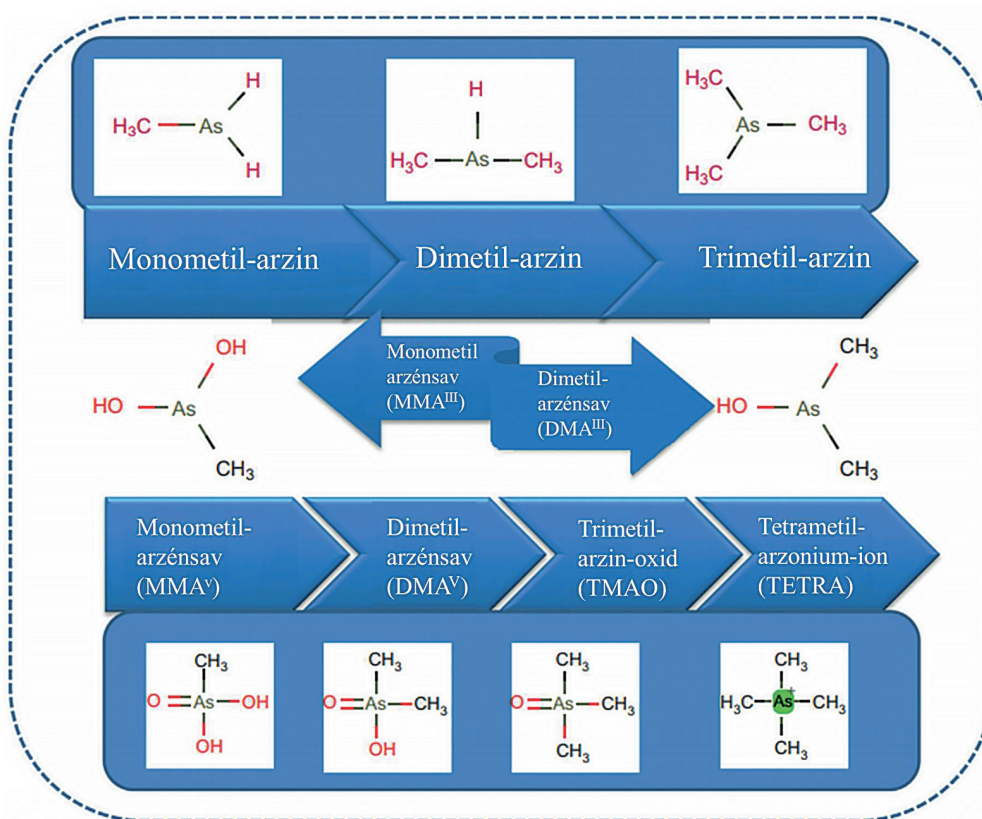 H
H₃C
As
H
H
H₃C
As
CH₃
H₃C
As
CH₃
H₃C
Monometil-arzin
Dimetil-arzin
Trimetil-arzin
OH
HO
As
CH₃
Monometil
arzénsav
(MMAᴵᴵᴵ)
Dimetil-
arzénsav
(DMAᴵᴵᴵ)
CH₃
HO
As
CH₃
Monometil-
arzénsav
(MMAᵛ)
Dimetil-
arzénsav
(DMAⱽ)
Trimetil-
arzin-oxid
(TMAO)
Tetrametil-
arzonium-ion
(TETRA)
CH₃
O
As
OH
OH
CH₃
O
As
CH₃
OH
CH₃
O
As
CH₃
CH₃
CH₃
H₃C
As⁺
CH₃
CH₃